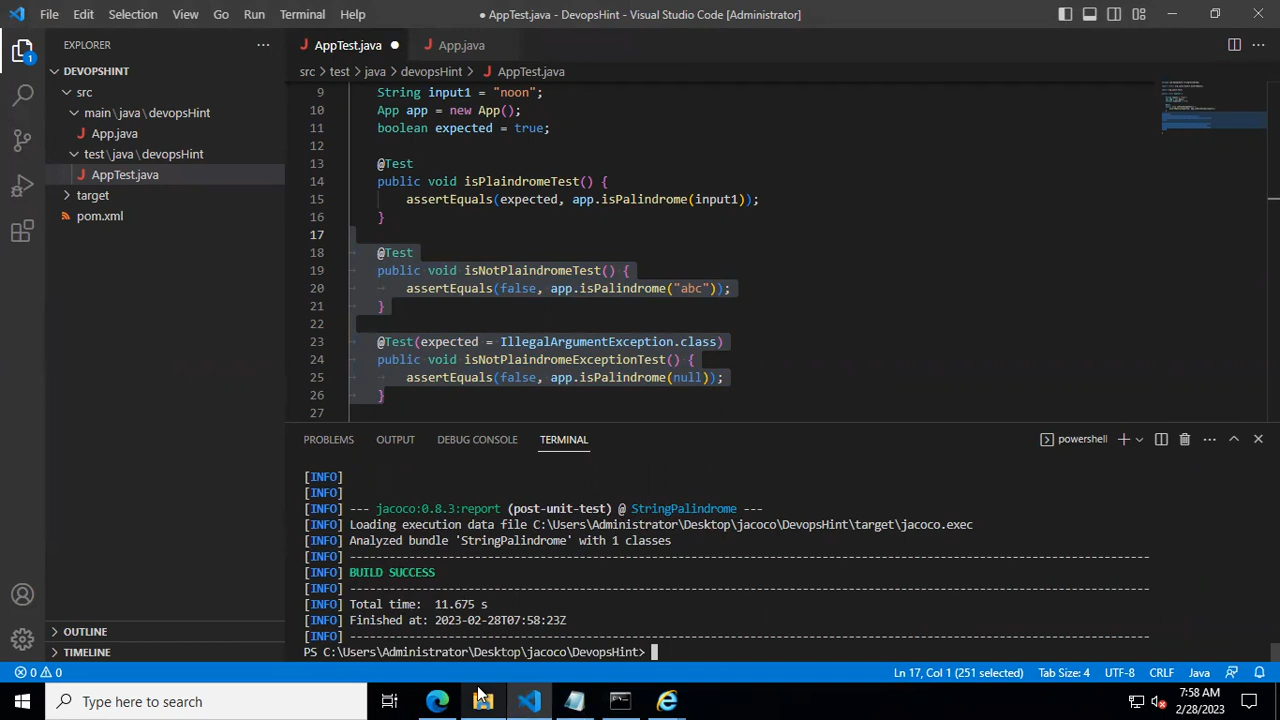 File Edit Selection View Go Run Terminal Help
● AppTest.java - DevopsHint - Visual Studio Code [Administrator]
EXPLORER
AppTest.java
App.java
src > test > java > devopsHint > AppTest.java
1
DEVOPSHINT
src
main\java\devopsHint
App.java
test\java\devopsHint
AppTest.java
target
pom.xml
OUTLINE
TIMELINE
9 String input1 = "noon";
10 App app = new App();
11 boolean expected = true;
12
13 @Test
14 public void isPlaindromeTest() {
15 assertEquals(expected, app.isPalindrome(input1));
16 }
17
18 @Test
19 public void isNotPlaindromeTest() {
20 assertEquals(false, app.isPalindrome("abc"));
21 }
22
23 @Test(expected = IllegalArgumentException.class)
24 public void isNotPlaindromeExceptionTest() {
25 assertEquals(false, app.isPalindrome(null));
26 }
27
PROBLEMS OUTPUT DEBUG CONSOLE TERMINAL
powershell
[INFO]
[INFO]
[INFO] --- jacoco:0.8.3:report (post-unit-test) @ StringPalindrome ---
[INFO] Loading execution data file C:\Users\Administrator\Desktop\jacoco\DevopsHint\target\jacoco.exec
[INFO] Analyzed bundle 'StringPalindrome' with 1 classes
[INFO] ------------------------------------------------------------------------
[INFO] BUILD SUCCESS
[INFO] ------------------------------------------------------------------------
[INFO] Total time: 11.675 s
[INFO] Finished at: 2023-02-28T07:58:23Z
[INFO] ------------------------------------------------------------------------
PS C:\Users\Administrator\Desktop\jacoco\DevopsHint>
0 0
Ln 17, Col 1 (251 selected) Tab Size: 4 UTF-8 CRLF Java
Type here to search
7:58 AM
2/28/2023